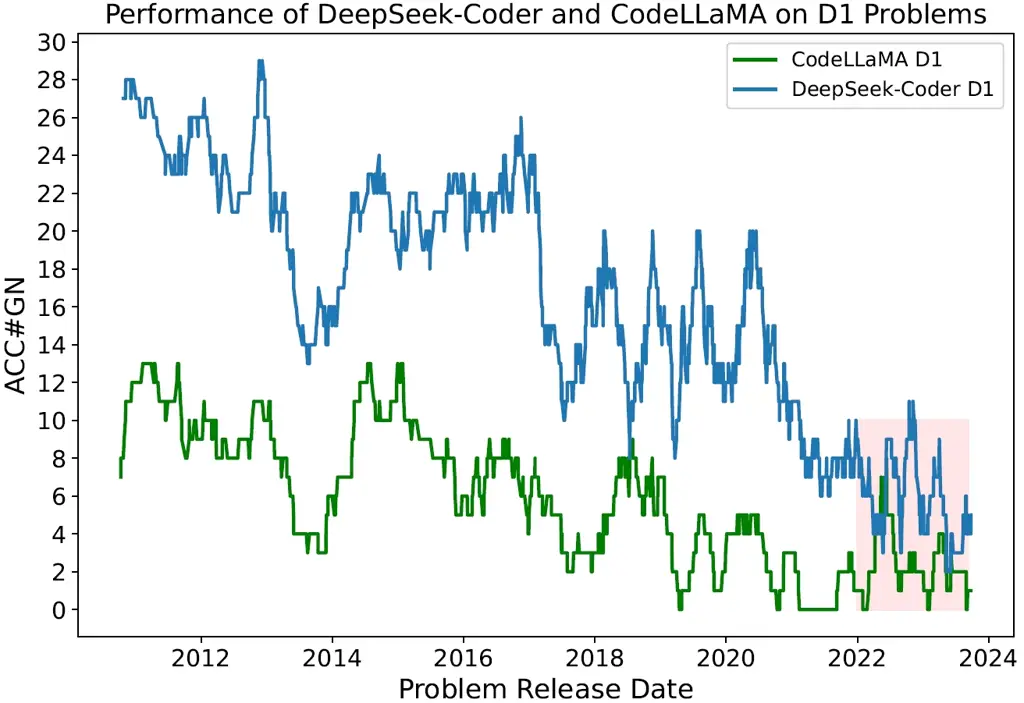 Performance of DeepSeek-Coder and CodeLLaMA on D1 Problems
CodeLLaMA D1
DeepSeek-Coder D1
30
28
26
24
22
20
18
16
14
12
10
8
6
4
2
0
ACC#GN
2012 2014 2016 2018 2020 2022 2024
Problem Release Date